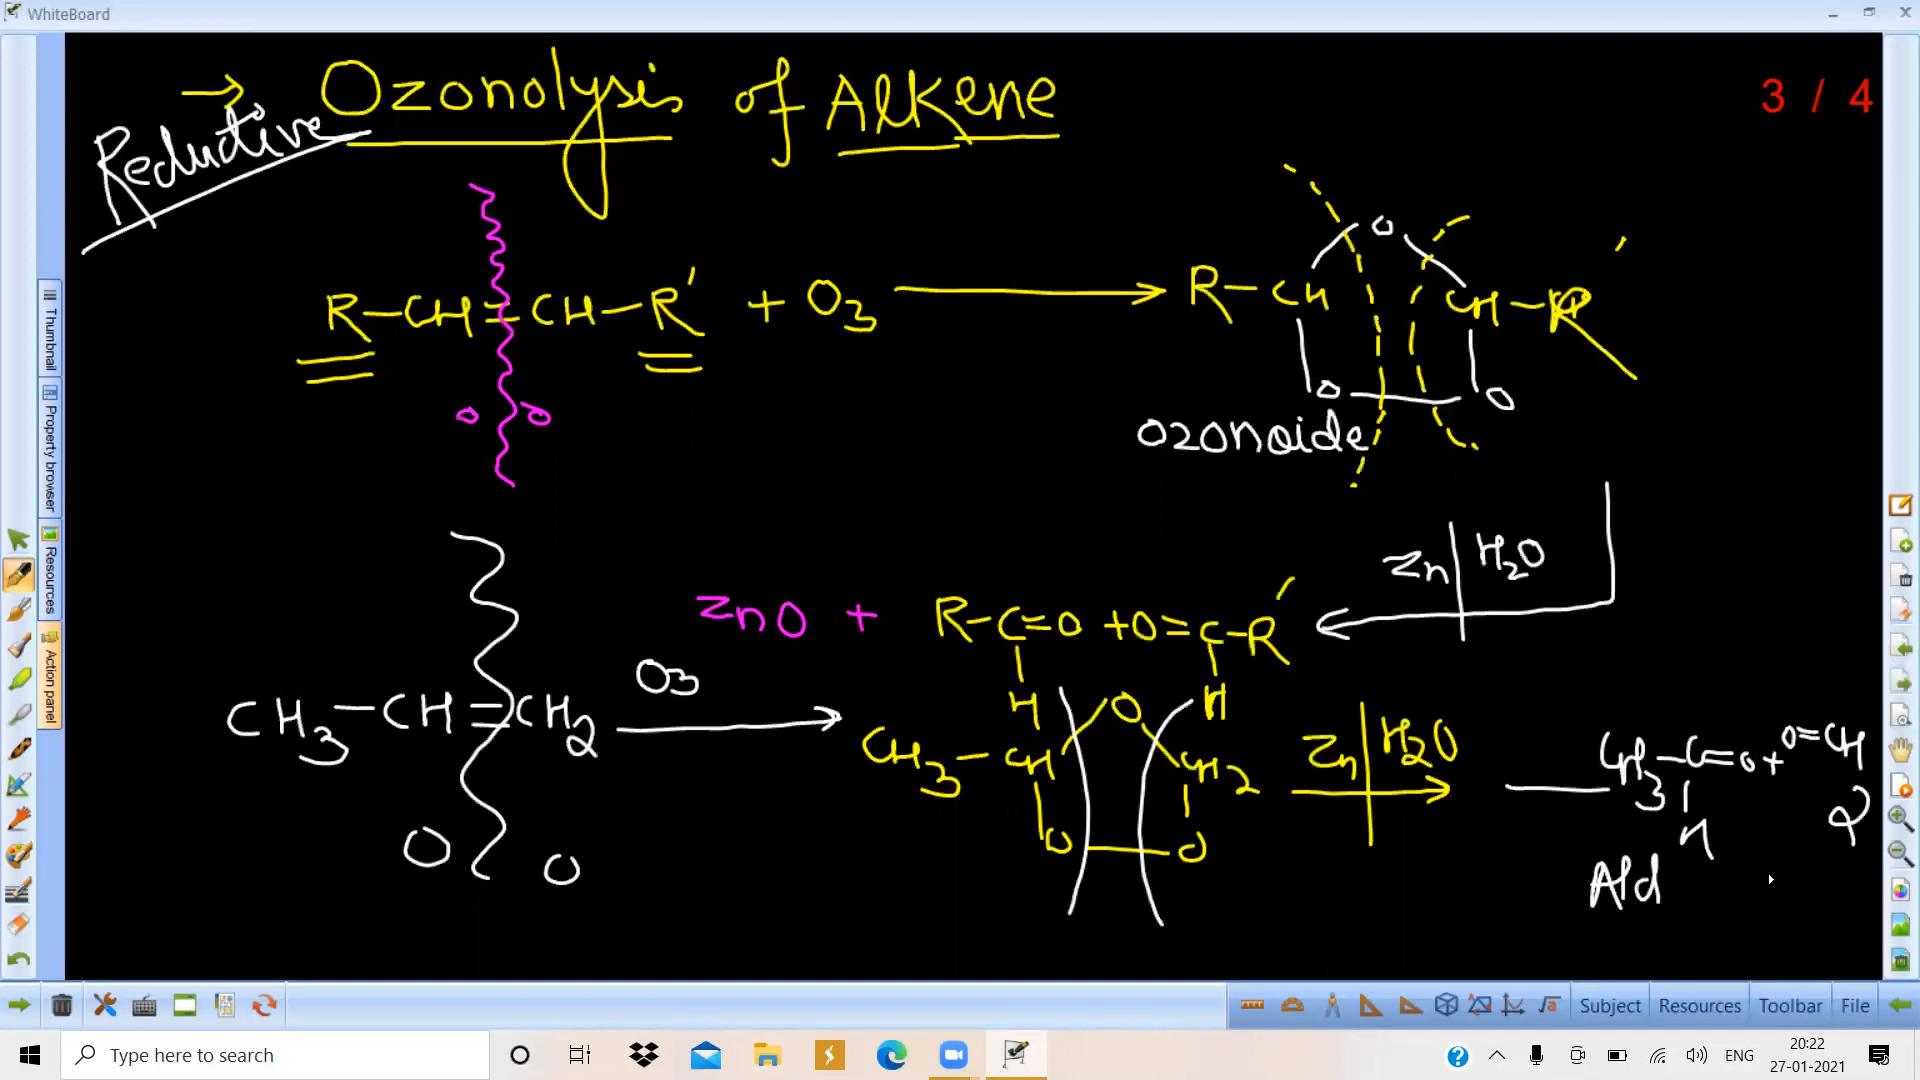 WhiteBoard
→ Ozonolysis of Alkene
3 / 4
Reductive
R–CH=CH–R' + O3 ⟶ R–CH O CH–R'
O O
O O
Ozonoide
Zn | H2O
ZnO + R–C=O + O=C–R'
H H
CH3–CH=CH2 O3 ⟶ CH3–CH O CH2 Zn | H2O ⟶ CH3–C=O + O=CH2
O O H
O O
Ald
Thumbnail
Property browser
Resources
Action panel
Subject Resources Toolbar File
Type here to search
ENG
20:22
27-01-2021